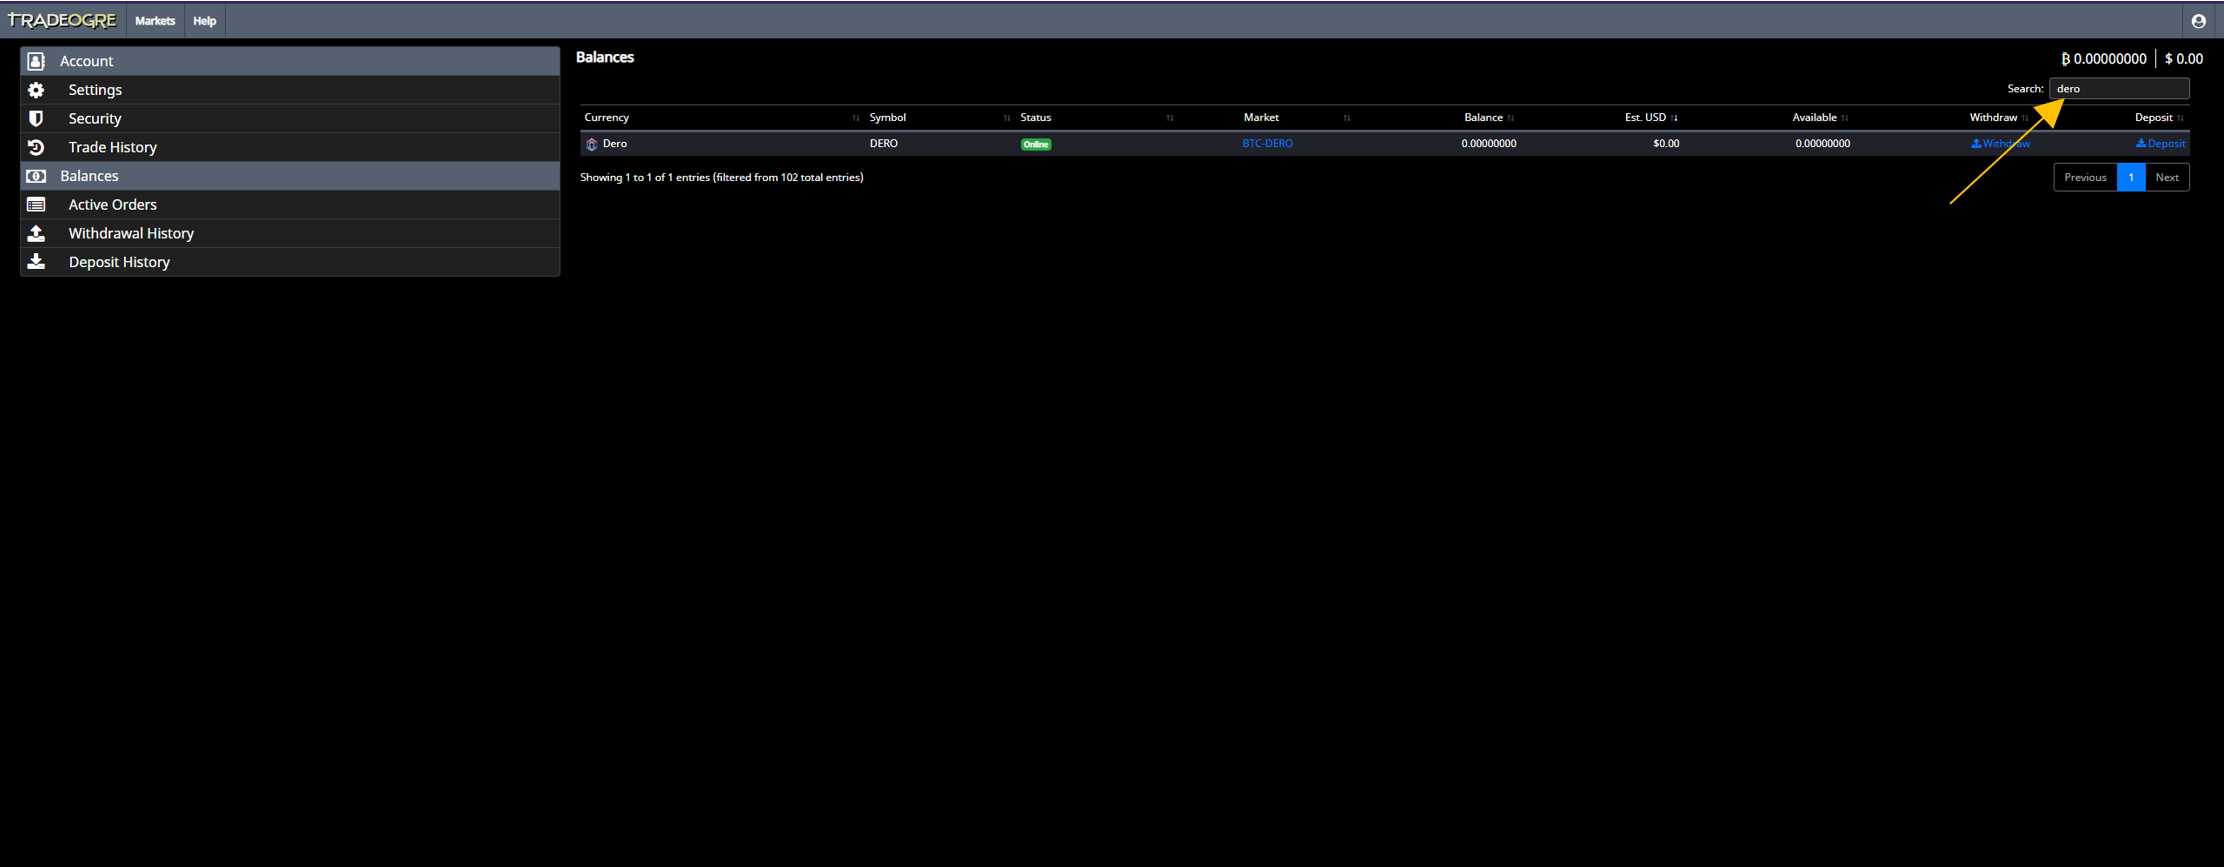 TRADEOGRE Markets Help
Account
Settings
Security
Trade History
Balances
Active Orders
Withdrawal History
Deposit History
Balances
₿ 0.00000000 $ 0.00
Search: dero
Currency Symbol Status Market Balance Est. USD Available Withdraw Deposit
Dero DERO Online BTC-DERO 0.00000000 $0.00 0.00000000 Withdraw Deposit
Showing 1 to 1 of 1 entries (filtered from 102 total entries)
Previous 1 Next